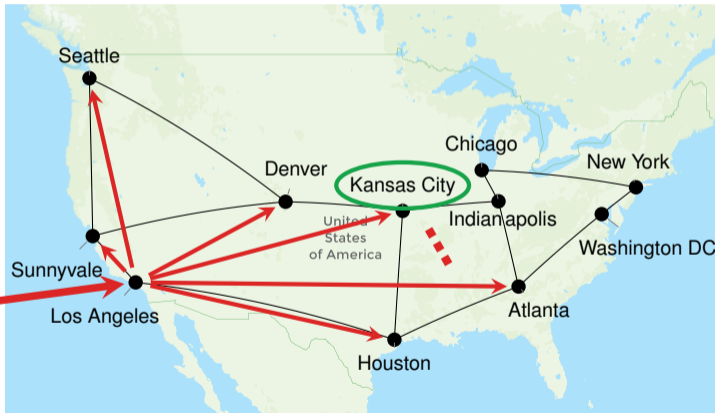 Seattle
Chicago
New York
Denver
Kansas City
Indianapolis
United
States
of America
Washington DC
Sunnyvale
Los Angeles
Atlanta
Houston